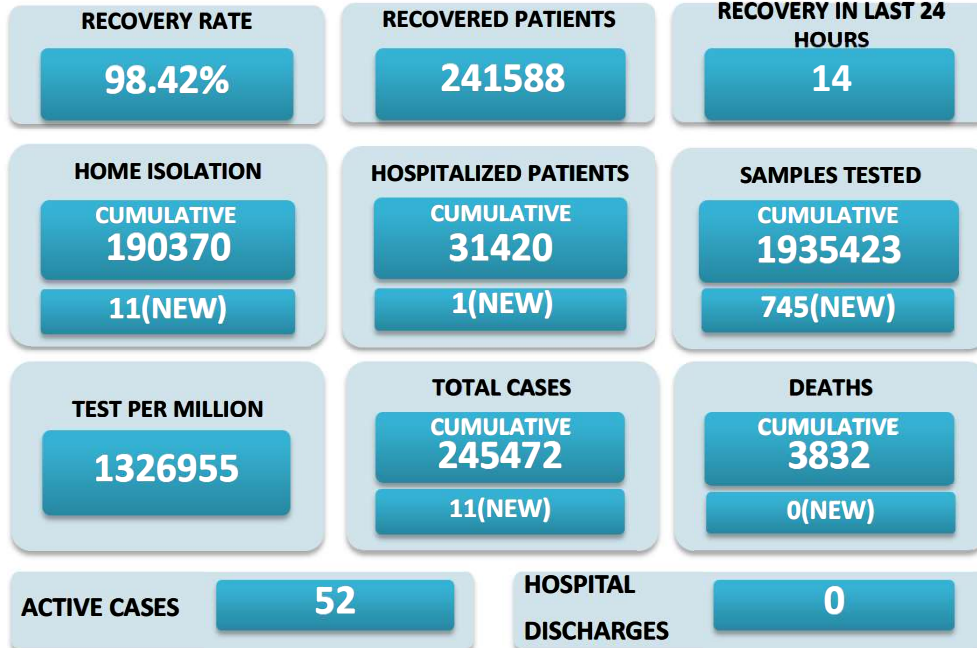 RECOVERY RATE
98.42%
RECOVERED PATIENTS
241588
RECOVERY IN LAST 24
HOURS
14
HOME ISOLATION
CUMULATIVE
190370
11(NEW)
HOSPITALIZED PATIENTS
CUMULATIVE
31420
1(NEW)
SAMPLES TESTED
CUMULATIVE
1935423
745(NEW)
TEST PER MILLION
1326955
TOTAL CASES
CUMULATIVE
245472
11(NEW)
DEATHS
CUMULATIVE
3832
0(NEW)
ACTIVE CASES
52
HOSPITAL
DISCHARGES
0